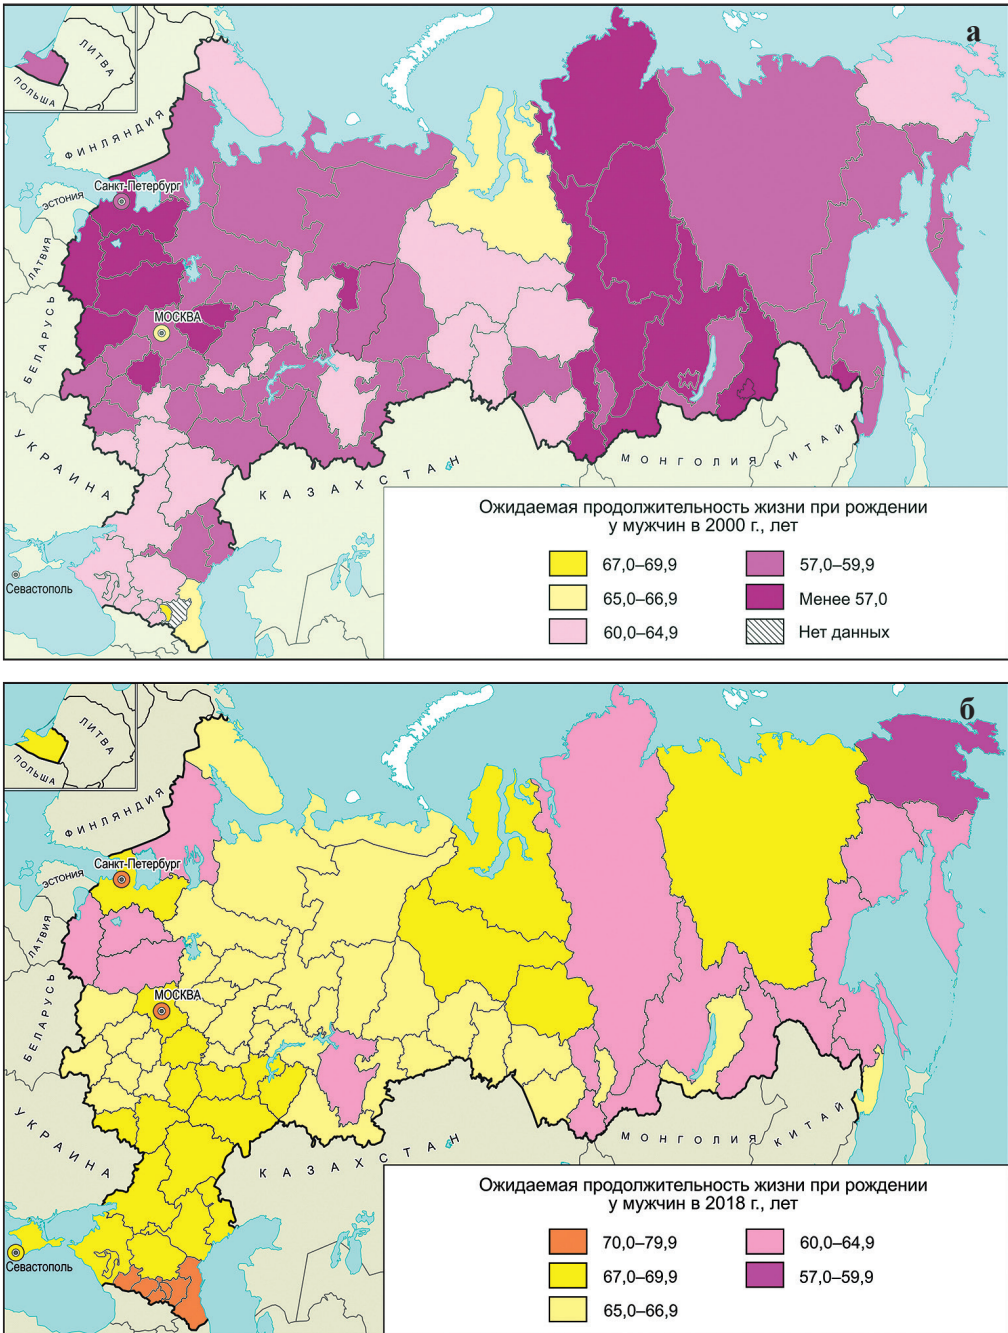 а
ЛИТВА
ПОЛЬША
ФИНЛЯНДИЯ
Санкт-Петербург
ЭСТОНИЯ
ЛАТВИЯ
БЕЛАРУСЬ
МОСКВА
УКРАИНА
КАЗАХСТАН
МОНГОЛИЯ
КИТАЙ
Севастополь
Ожидаемая продолжительность жизни при рождении
у мужчин в 2000 г., лет
67,0–69,9
65,0–66,9
60,0–64,9
57,0–59,9
Менее 57,0
Нет данных
б
ЛИТВА
ПОЛЬША
ФИНЛЯНДИЯ
Санкт-Петербург
ЭСТОНИЯ
ЛАТВИЯ
БЕЛАРУСЬ
МОСКВА
УКРАИНА
КАЗАХСТАН
МОНГОЛИЯ
КИТАЙ
Севастополь
Ожидаемая продолжительность жизни при рождении
у мужчин в 2018 г., лет
70,0–79,9
67,0–69,9
65,0–66,9
60,0–64,9
57,0–59,9